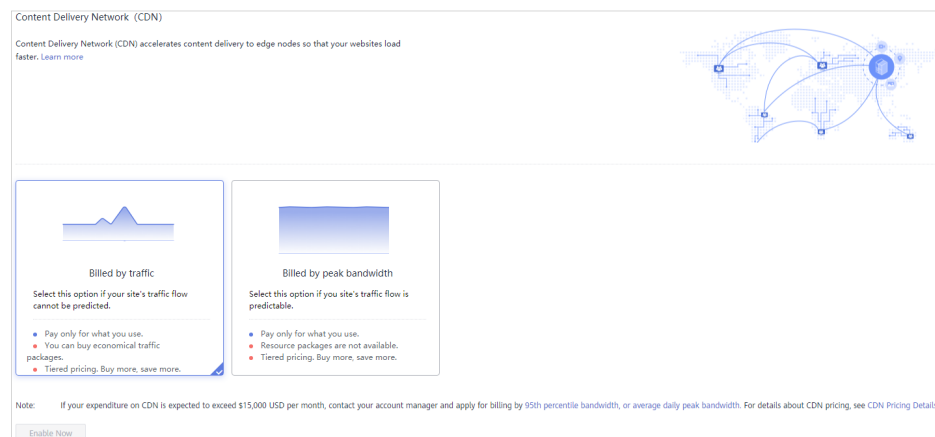 Content Delivery Network (CDN)
Content Delivery Network (CDN) accelerates content delivery to edge nodes so that your websites load
faster. Learn more
Billed by traffic
Select this option if your site's traffic flow
cannot be predicted.
Pay only for what you use.
You can buy economical traffic
packages.
Tiered pricing. Buy more, save more.
Billed by peak bandwidth
Select this option if you site's traffic flow is
predictable.
Pay only for what you use.
Resource packages are not available.
Tiered pricing. Buy more, save more.
Note: If your expenditure on CDN is expected to exceed $15,000 USD per month, contact your account manager and apply for billing by 95th percentile bandwidth, or average daily peak bandwidth. For details about CDN pricing, see CDN Pricing Details
Enable Now